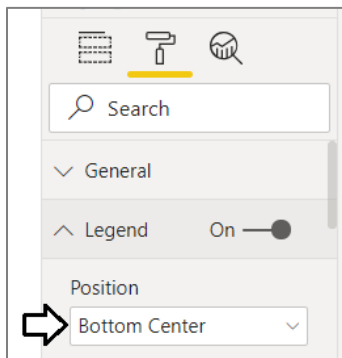 Search
General
Legend On
Position
Bottom Center